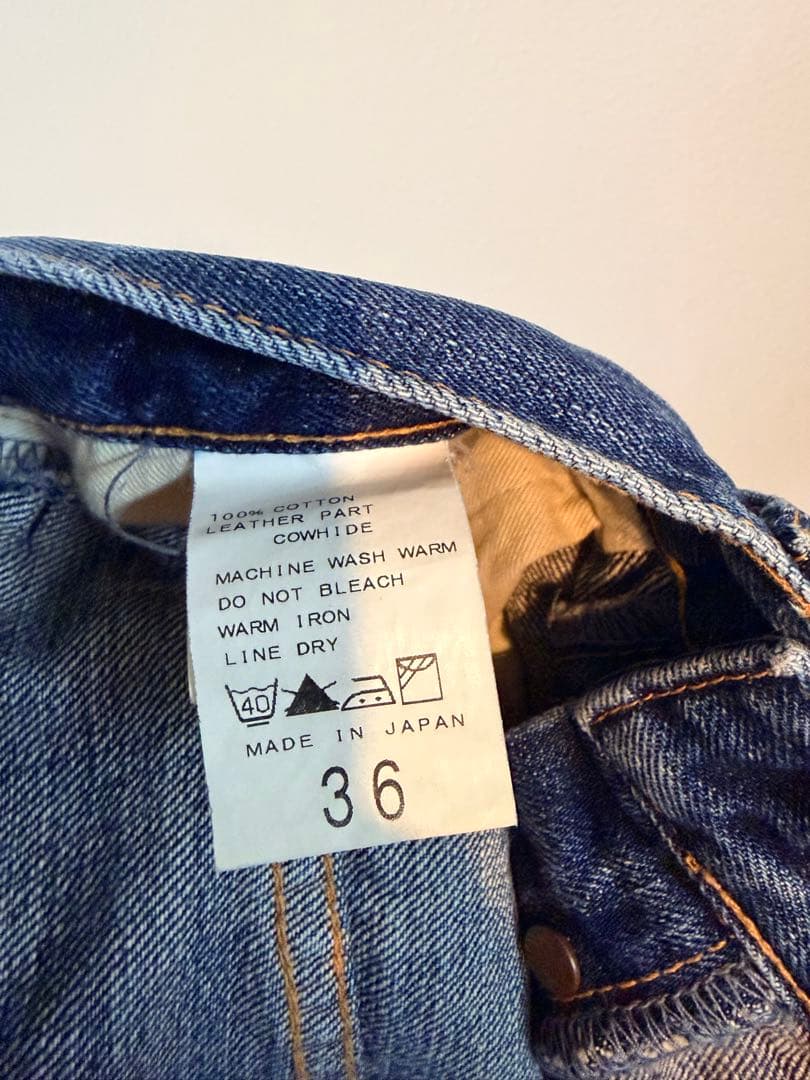 100% COTTON
LEATHER PART
COWHIDE
MACHINE WASH WARM
DO NOT BLEACH
WARM IRON
LINE DRY
40
MADE IN JAPAN
36